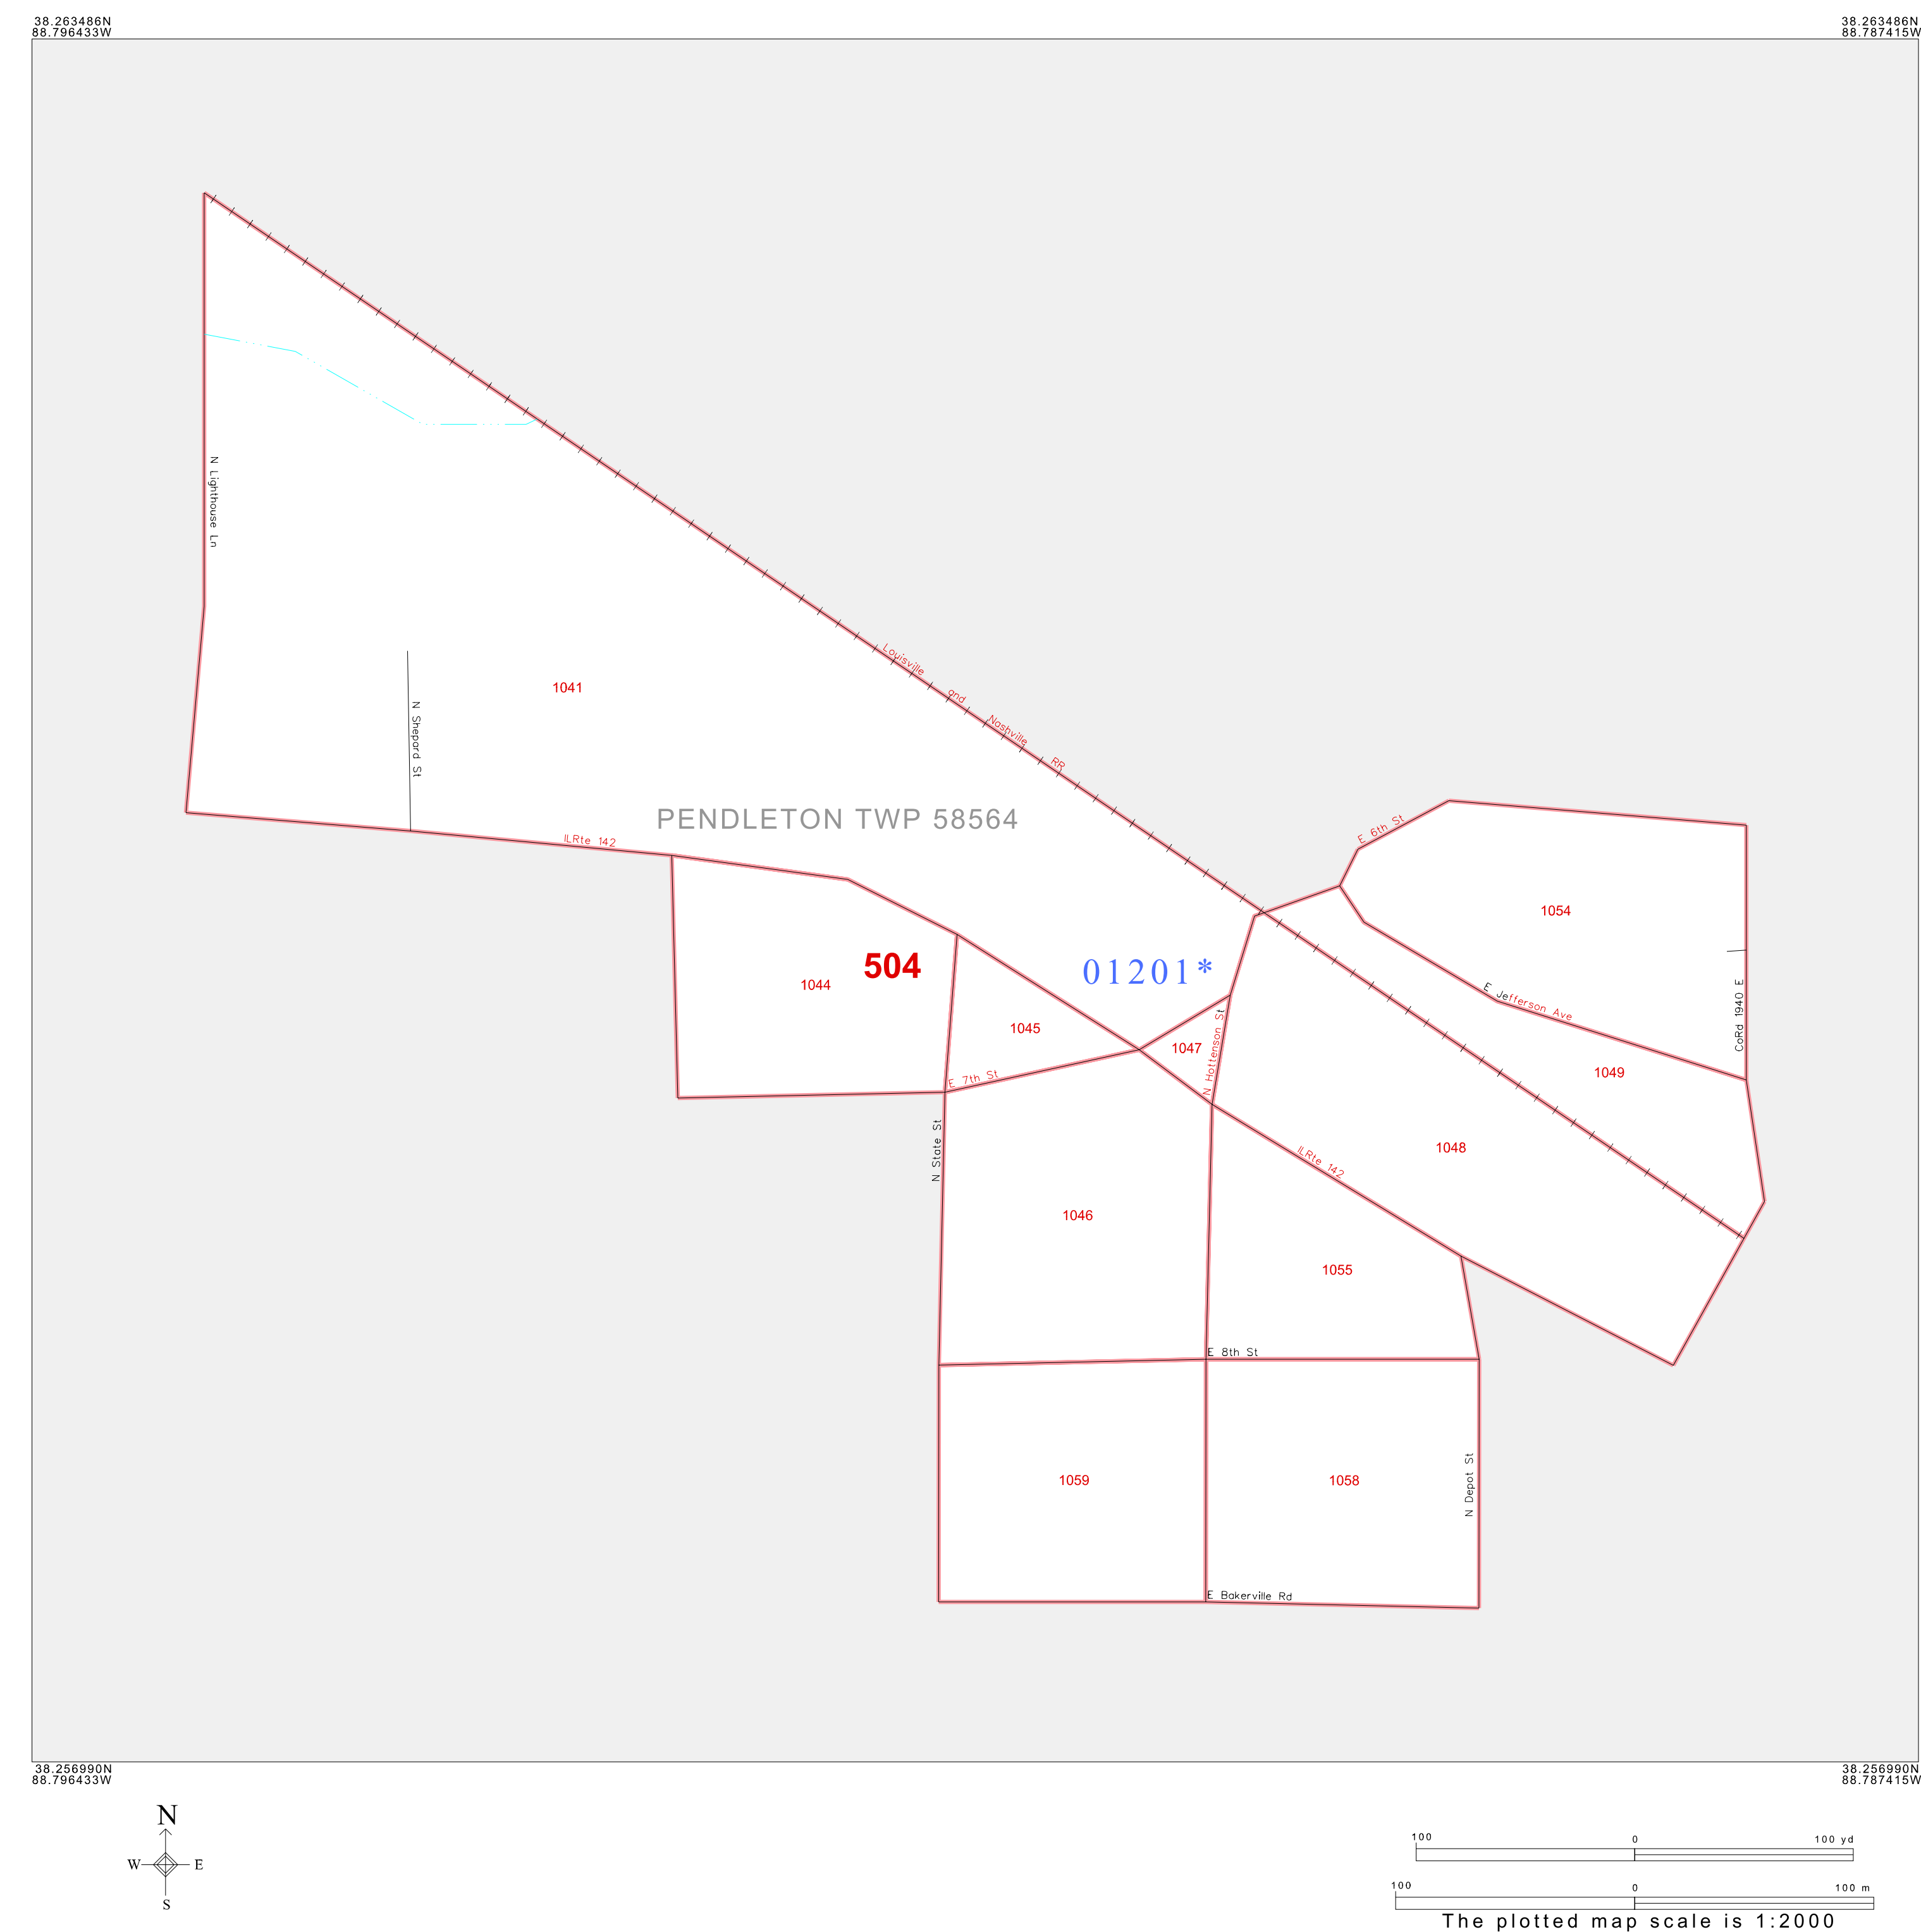 38.263486N
88.796433W
38.263486N
88.787415W
N Lighthouse Ln
Louisville and Nashville RR
1041
N Shepard St
PENDLETON TWP 58564
ILRte 142
E 6th St
1054
504
01201*
1044
1045
1047
N Hottenson St
E Jefferson Ave
CoRd 1940 E
1049
E 7th St
N State St
1048
ILRte 142
1046
1055
E 8th St
1059
1058
N Depot St
E Bakerville Rd
38.256990N
88.796433W
38.256990N
88.787415W
N
W E
S
100 0 100 yd
100 0 100 m
The plotted map scale is 1:2000